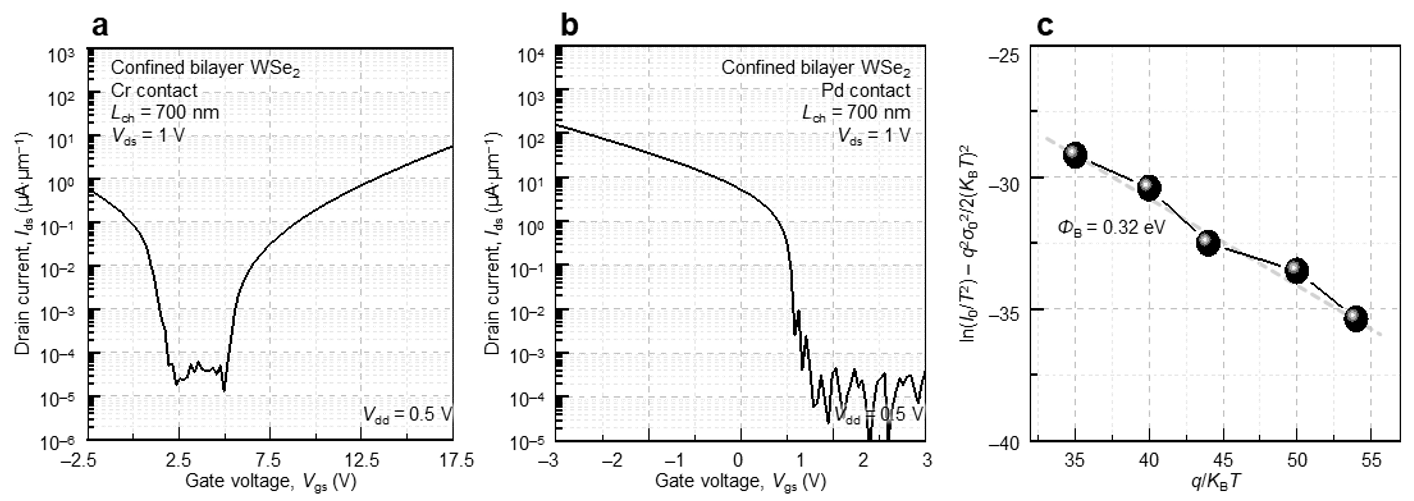 a
10³
10²
10¹
10⁰
10⁻¹
10⁻²
10⁻³
10⁻⁴
10⁻⁵
10⁻⁶
Drain current, Ids (µA·µm⁻¹)
Confined bilayer WSe₂
Cr contact
Lch = 700 nm
Vds = 1 V
Vdd = 0.5 V
−2.5 2.5 7.5 12.5 17.5
Gate voltage, Vgs (V)
b
10⁴
10³
10²
10¹
10⁰
10⁻¹
10⁻²
10⁻³
10⁻⁴
10⁻⁵
Drain current, Ids (µA·µm⁻¹)
Confined bilayer WSe₂
Pd contact
Lch = 700 nm
Vds = 1 V
Vdd = 0.5 V
−3 −2 −1 0 1 2 3
Gate voltage, Vgs (V)
c
−25
−30
−35
−40
ln(I₀/T²) − q²σ₀²/2(KBT)²
ΦB = 0.32 eV
35 40 45 50 55
q/KBT